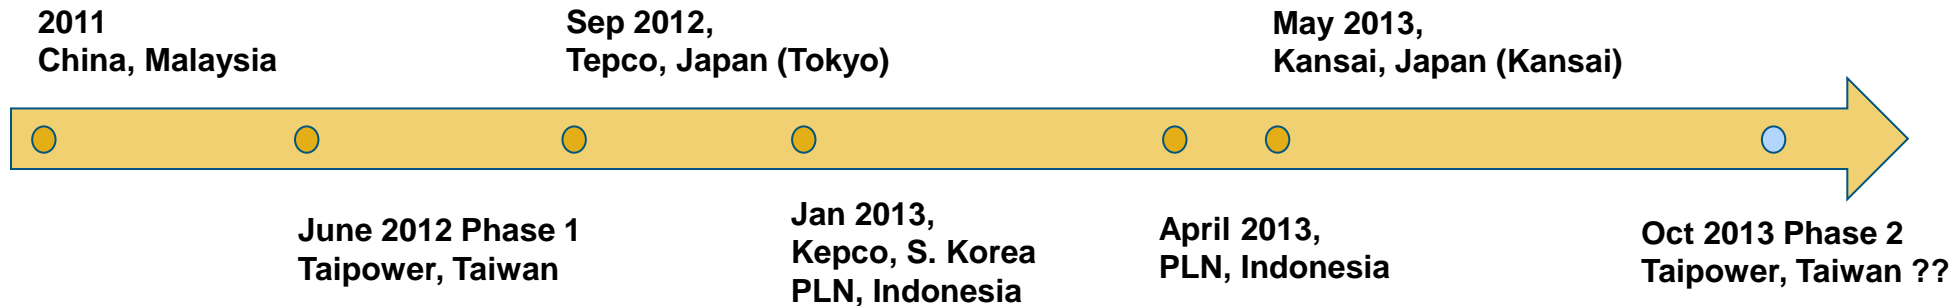 2011
China, Malaysia
Sep 2012,
Tepco, Japan (Tokyo)
May 2013,
Kansai, Japan (Kansai)
June 2012 Phase 1
Taipower, Taiwan
Jan 2013,
Kepco, S. Korea
PLN, Indonesia
April 2013,
PLN, Indonesia
Oct 2013 Phase 2
Taipower, Taiwan ??